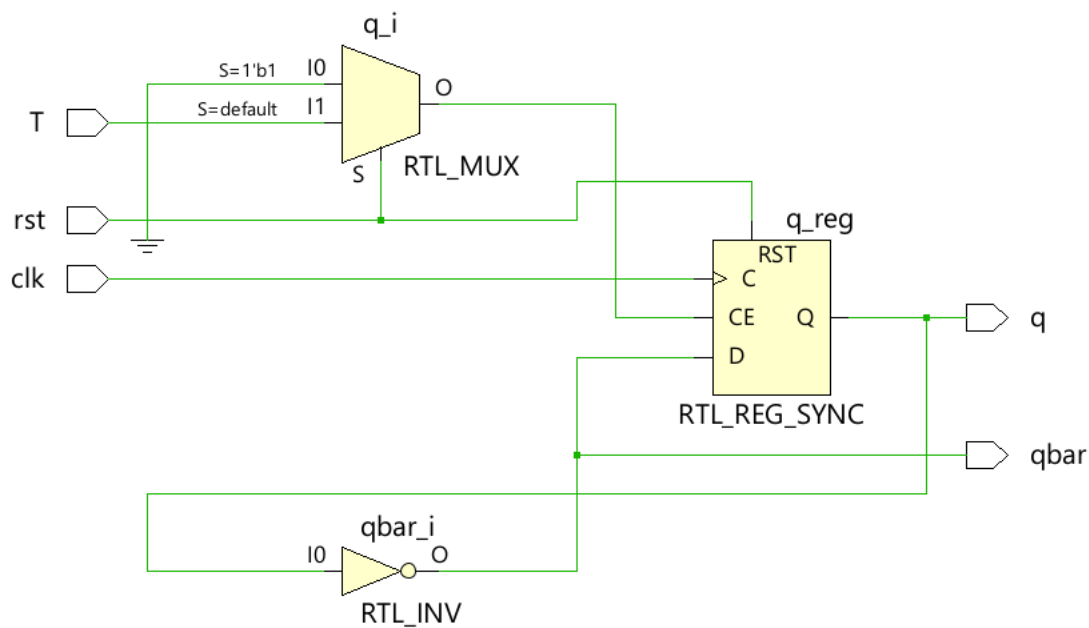 q_i
S=1'b1
I0
O
S=default
I1
T
S
RTL_MUX
rst
q_reg
RST
clk
C
CE
Q
q
D
RTL_REG_SYNC
qbar
qbar_i
I0
O
RTL_INV